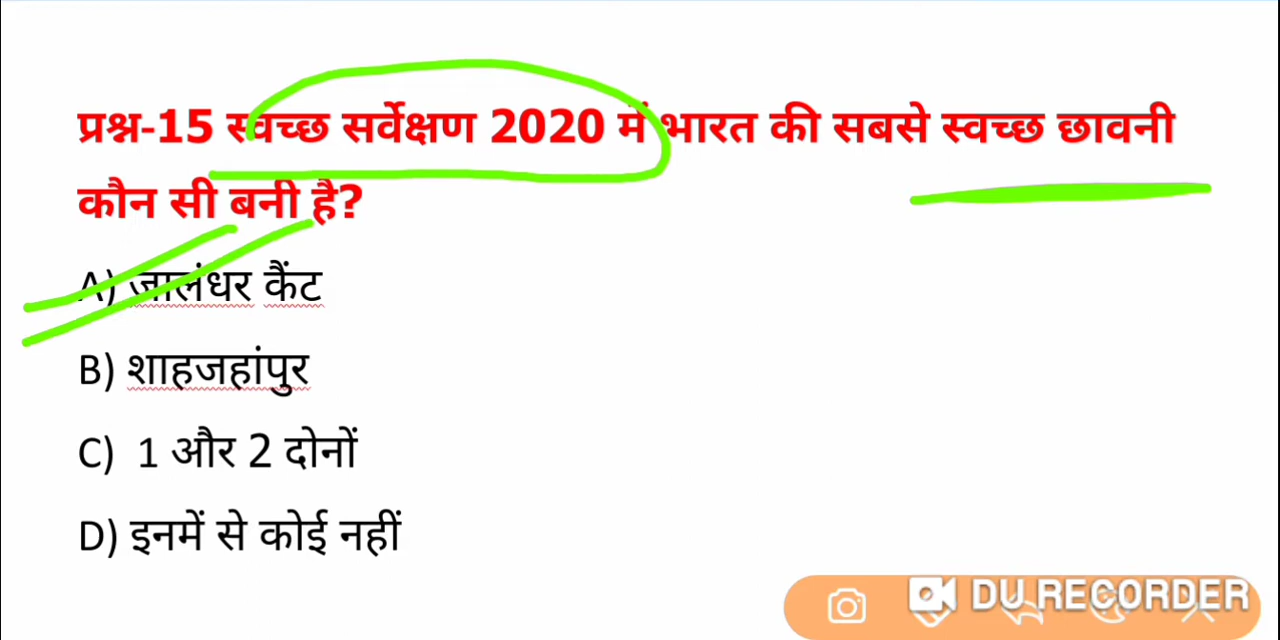 प्रश्न-15 स्वच्छ सर्वेक्षण 2020 में भारत की सबसे स्वच्छ छावनी
कौन सी बनी है?
A) जालंधर कैंट
B) शाहजहांपुर
C) 1 और 2 दोनों
D) इनमें से कोई नहीं
DU RECORDER